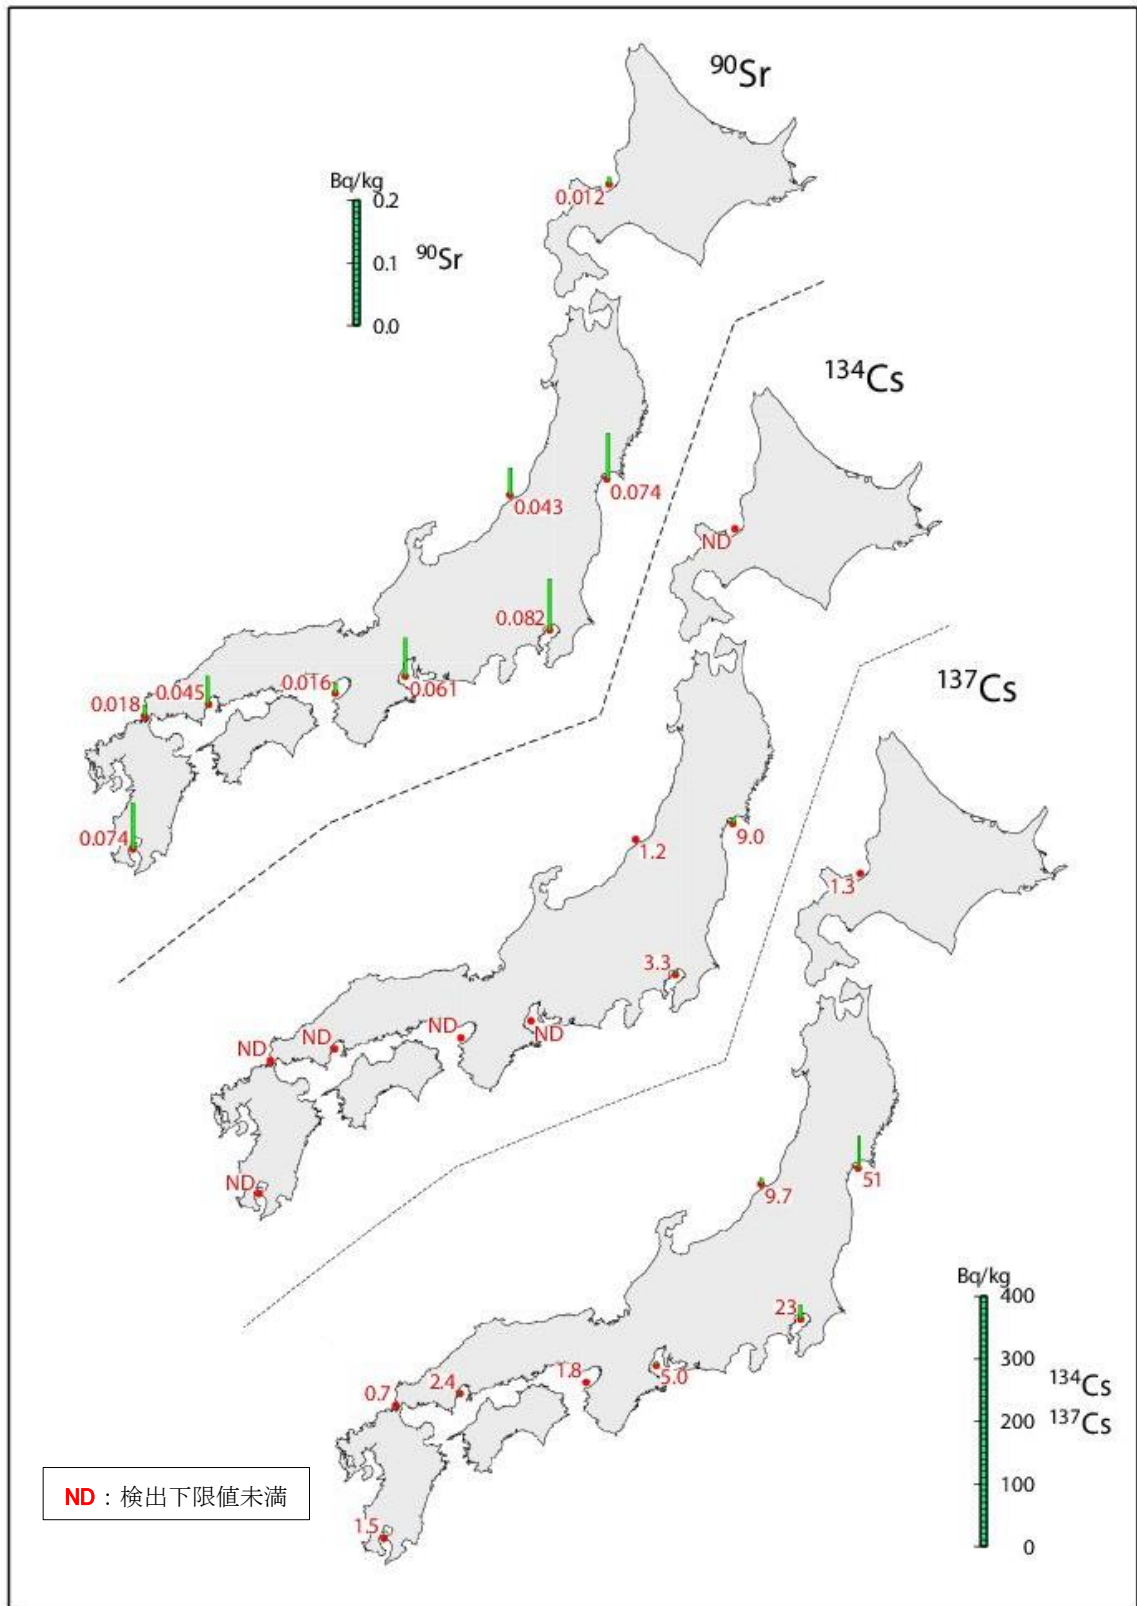 ⁹⁰Sr
Bq/kg
0.2
0.1
0.0
⁹⁰Sr
0.012
0.043
0.074
0.082
0.061
0.016
0.045
0.018
0.074
¹³⁴Cs
ND
1.2
9.0
3.3
ND
ND
ND
ND
ND
¹³⁷Cs
1.3
9.7
51
23
5.0
1.8
2.4
0.7
1.5
Bq/kg
400
300
200
100
0
¹³⁴Cs
¹³⁷Cs
ND：検出下限値未満